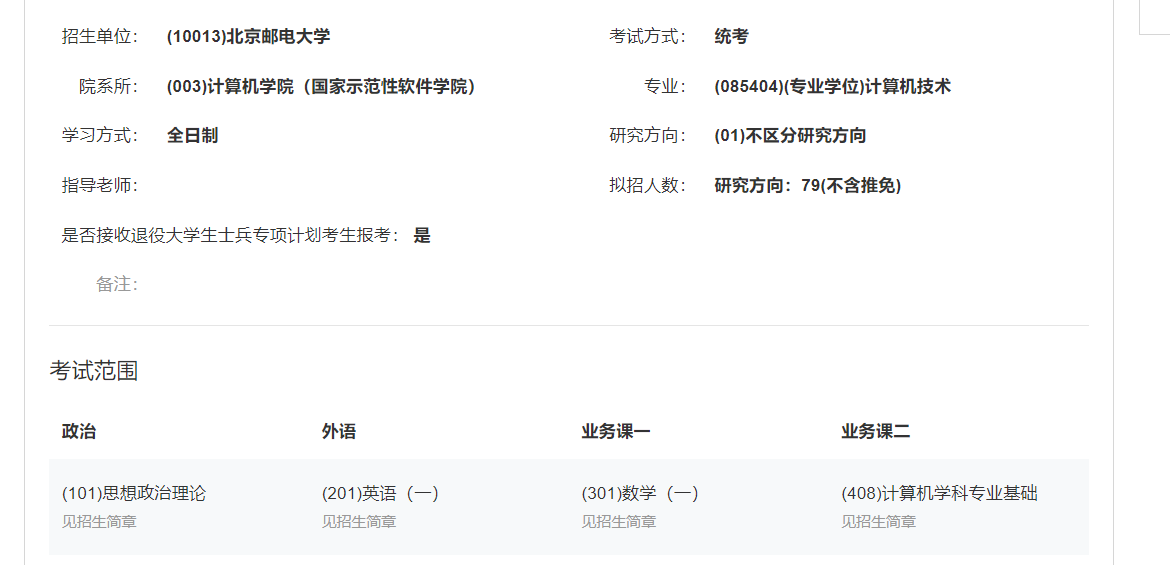 招生单位： (10013)北京邮电大学 考试方式： 统考
院系所： (003)计算机学院（国家示范性软件学院） 专业： (085404)(专业学位)计算机技术
学习方式： 全日制 研究方向： (01)不区分研究方向
指导老师： 拟招人数： 研究方向：79(不含推免)
是否接收退役大学生士兵专项计划考生报考： 是
备注：
考试范围
政治 外语 业务课一 业务课二
(101)思想政治理论 (201)英语（一） (301)数学（一） (408)计算机学科专业基础
见招生简章 见招生简章 见招生简章 见招生简章